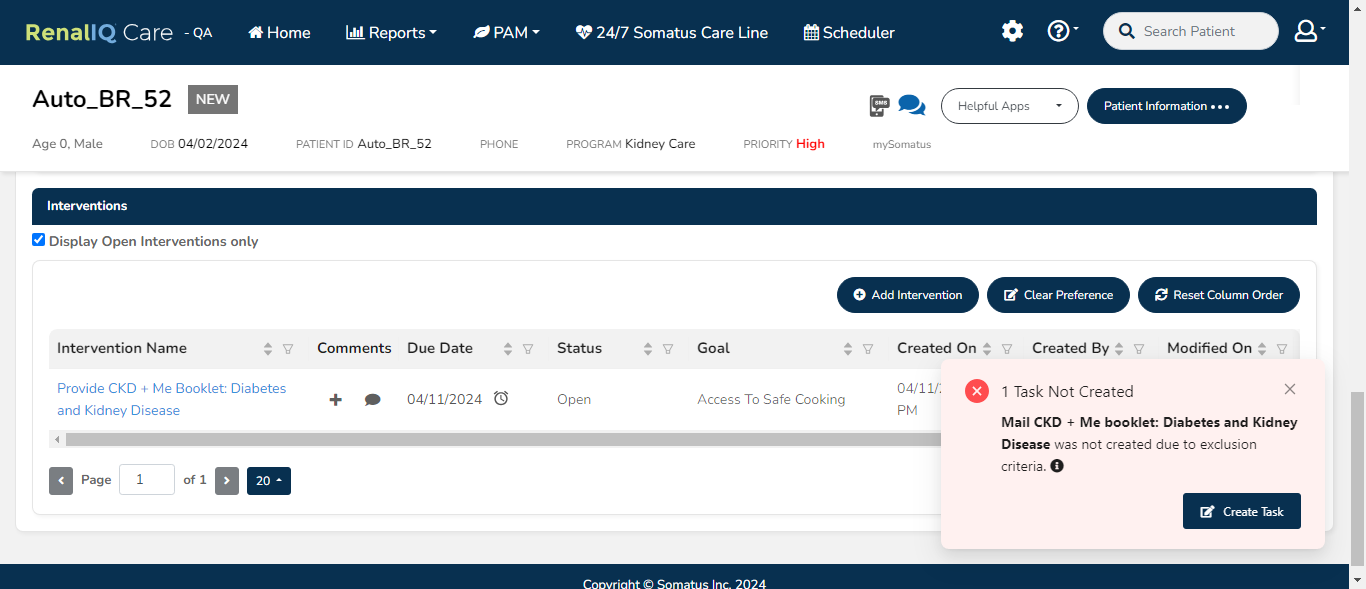 RenalIQ Care - QA Home Reports PAM 24/7 Somatus Care Line Scheduler Search Patient
Auto_BR_52 NEW SMS Helpful Apps Patient Information
Age 0, Male DOB 04/02/2024 PATIENT ID Auto_BR_52 PHONE PROGRAM Kidney Care PRIORITY High mySomatus
Interventions
Display Open Interventions only
Add Intervention Clear Preference Reset Column Order
Intervention Name Comments Due Date Status Goal Created On Created By Modified On
Provide CKD + Me Booklet: Diabetes
and Kidney Disease
04/11/2024 Open Access To Safe Cooking
04/11/2
PM
Page 1 of 1 20
1 Task Not Created
Mail CKD + Me booklet: Diabetes and Kidney
Disease was not created due to exclusion
criteria.
Create Task
Copyright © Somatus Inc. 2024